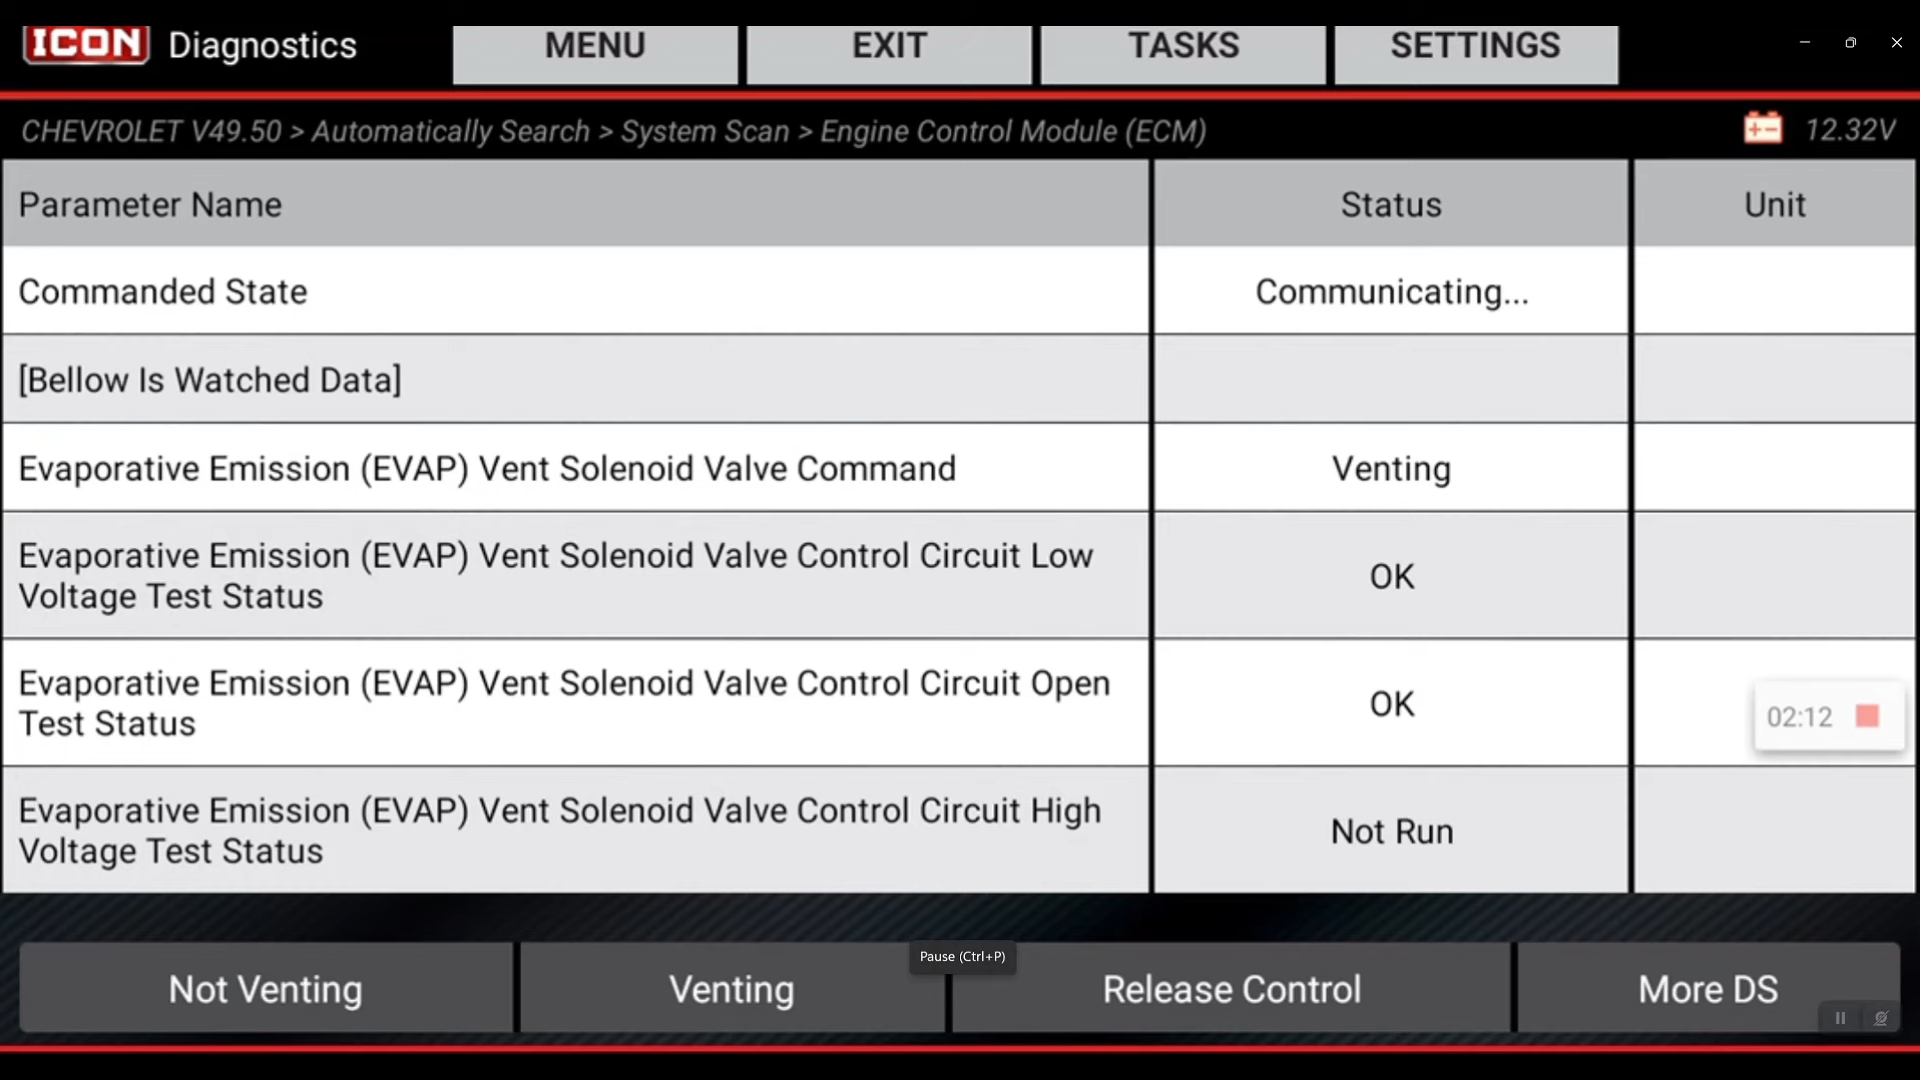 ICON Diagnostics MENU EXIT TASKS SETTINGS
CHEVROLET V49.50 > Automatically Search > System Scan > Engine Control Module (ECM) 12.32V
Parameter Name Status Unit
Commanded State Communicating...
[Bellow Is Watched Data]
Evaporative Emission (EVAP) Vent Solenoid Valve Command Venting
Evaporative Emission (EVAP) Vent Solenoid Valve Control Circuit Low
Voltage Test Status OK
Evaporative Emission (EVAP) Vent Solenoid Valve Control Circuit Open
Test Status OK
02:12
Evaporative Emission (EVAP) Vent Solenoid Valve Control Circuit High
Voltage Test Status Not Run
Pause (Ctrl+P)
Not Venting Venting Release Control More DS